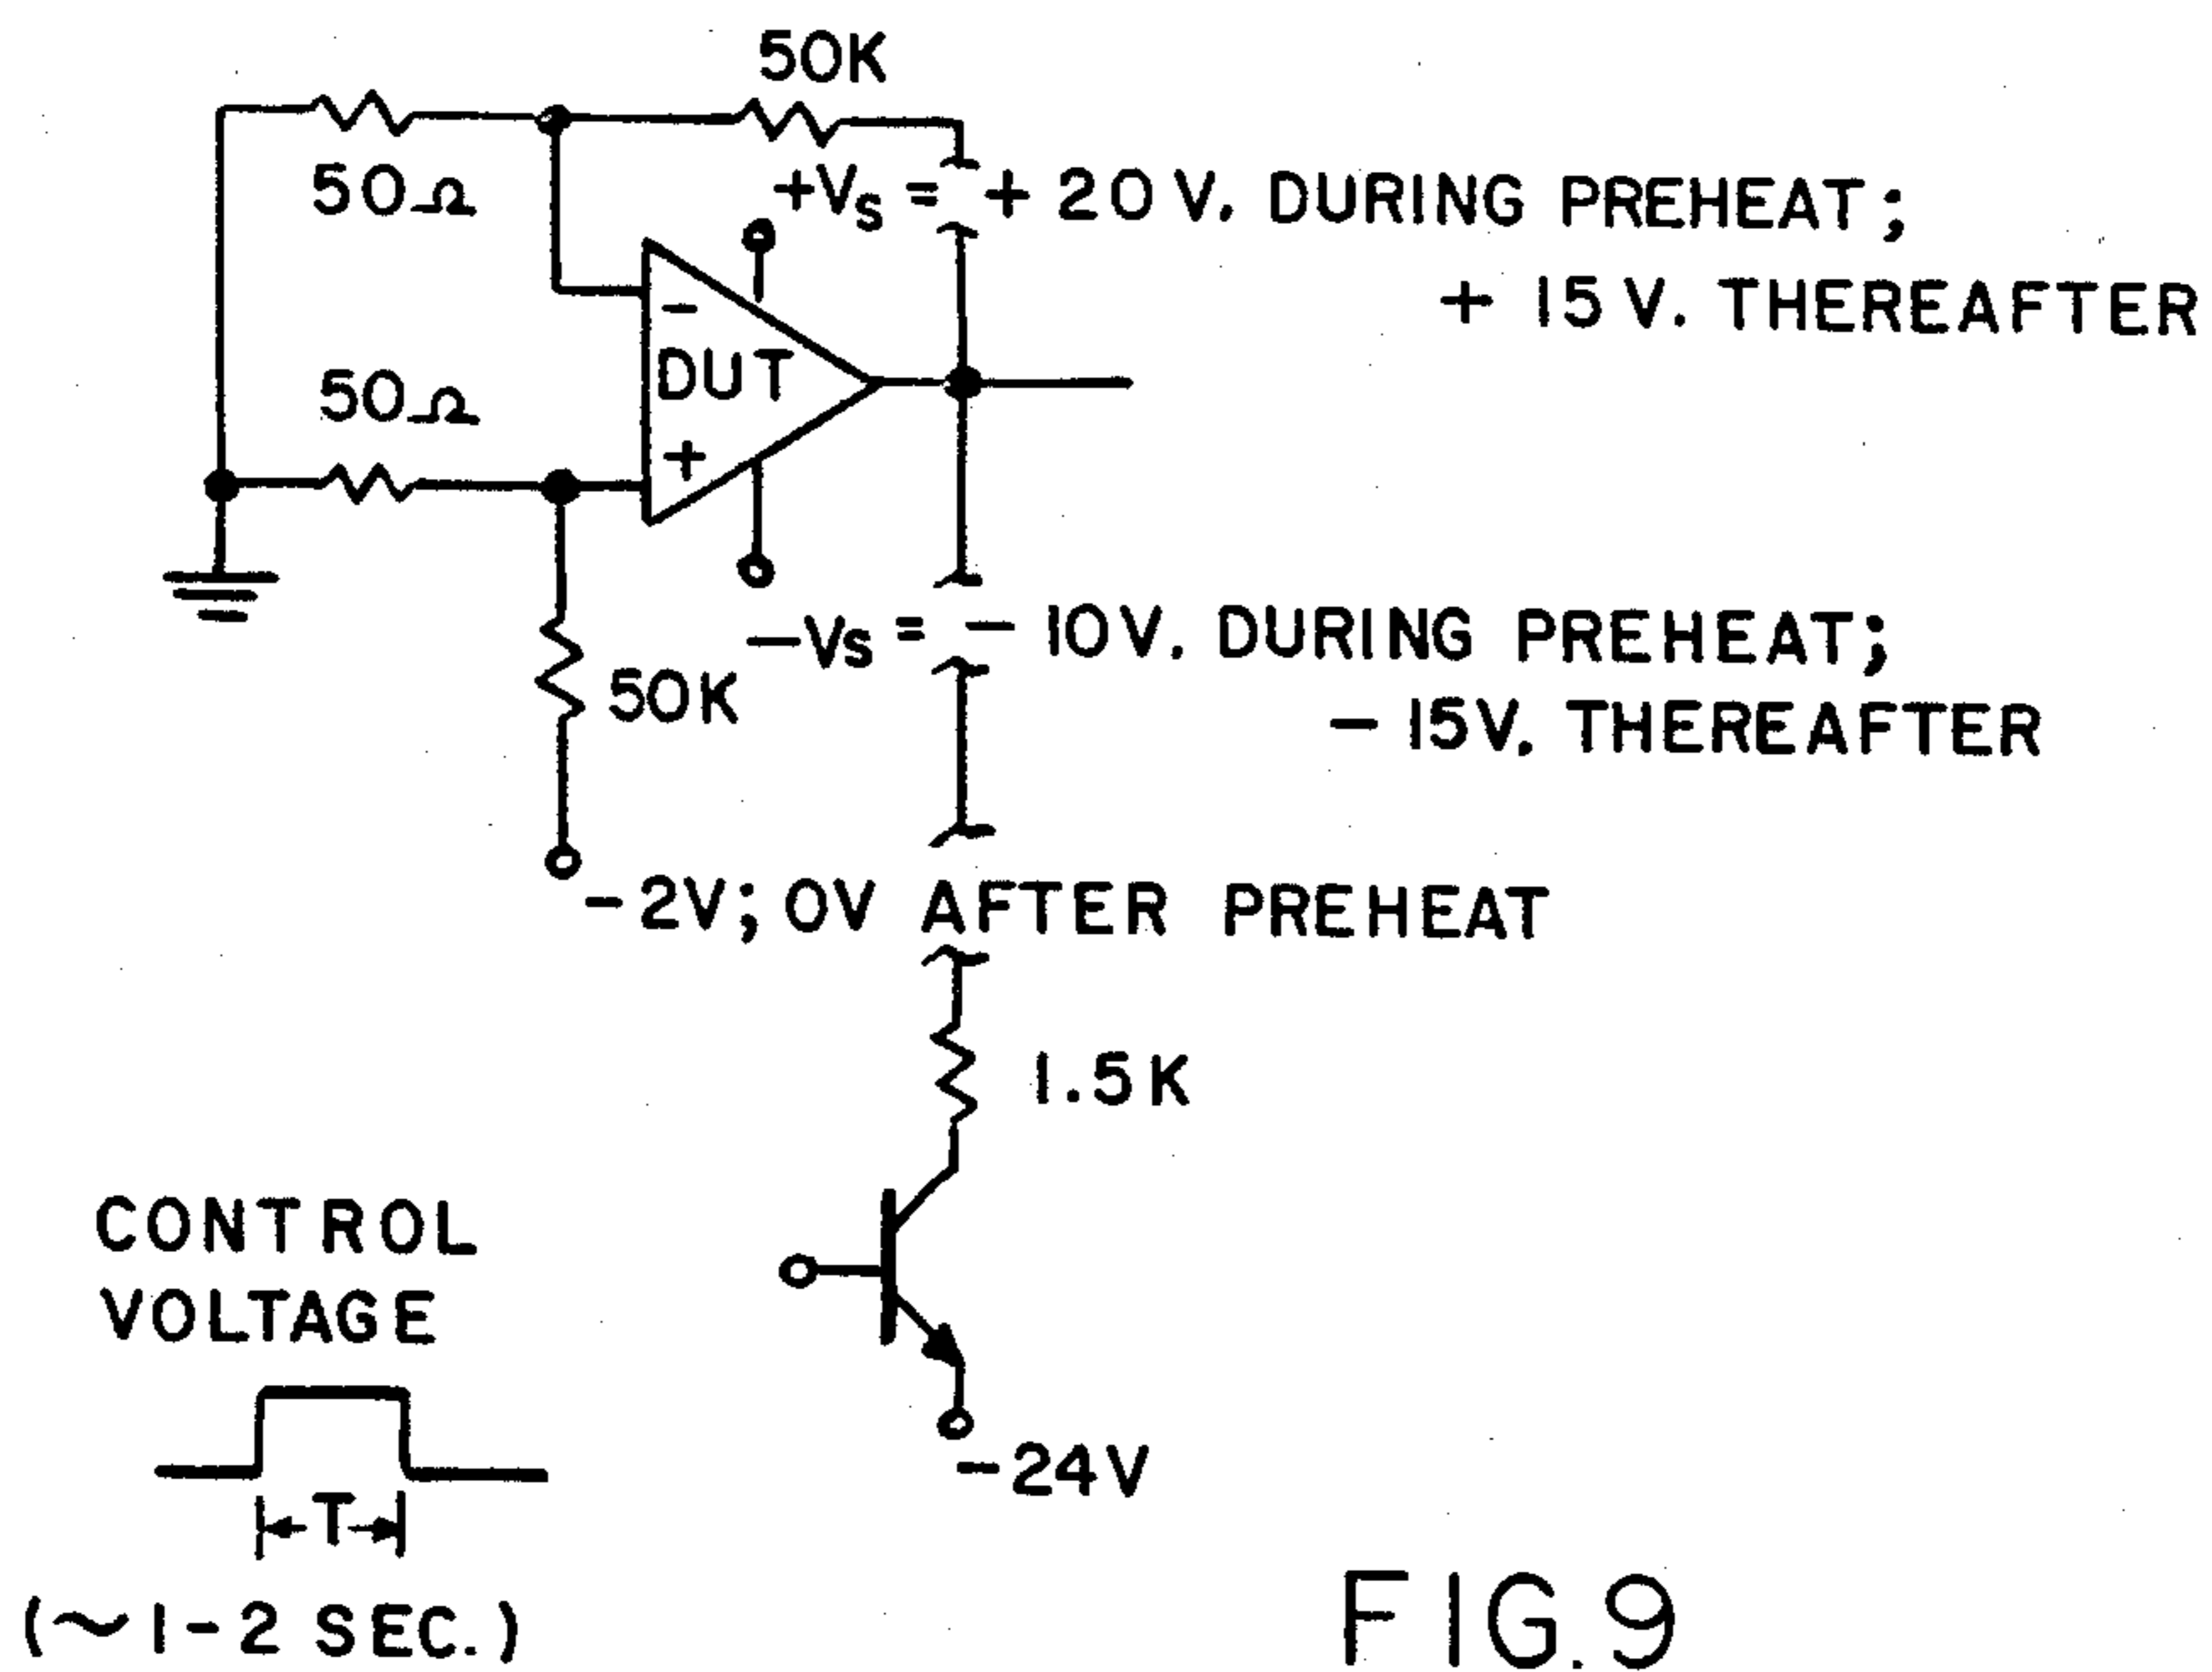 50K
50Ω
+Vs = + 20 V. DURING PREHEAT;
+ 15 V. THEREAFTER
-
DUT
50Ω
+
-Vs = - 10V. DURING PREHEAT;
- 15V. THEREAFTER
50K
-2V; 0V AFTER PREHEAT
1.5K
CONTROL
VOLTAGE
-24V
T
(~1-2 SEC.)
FIG.9